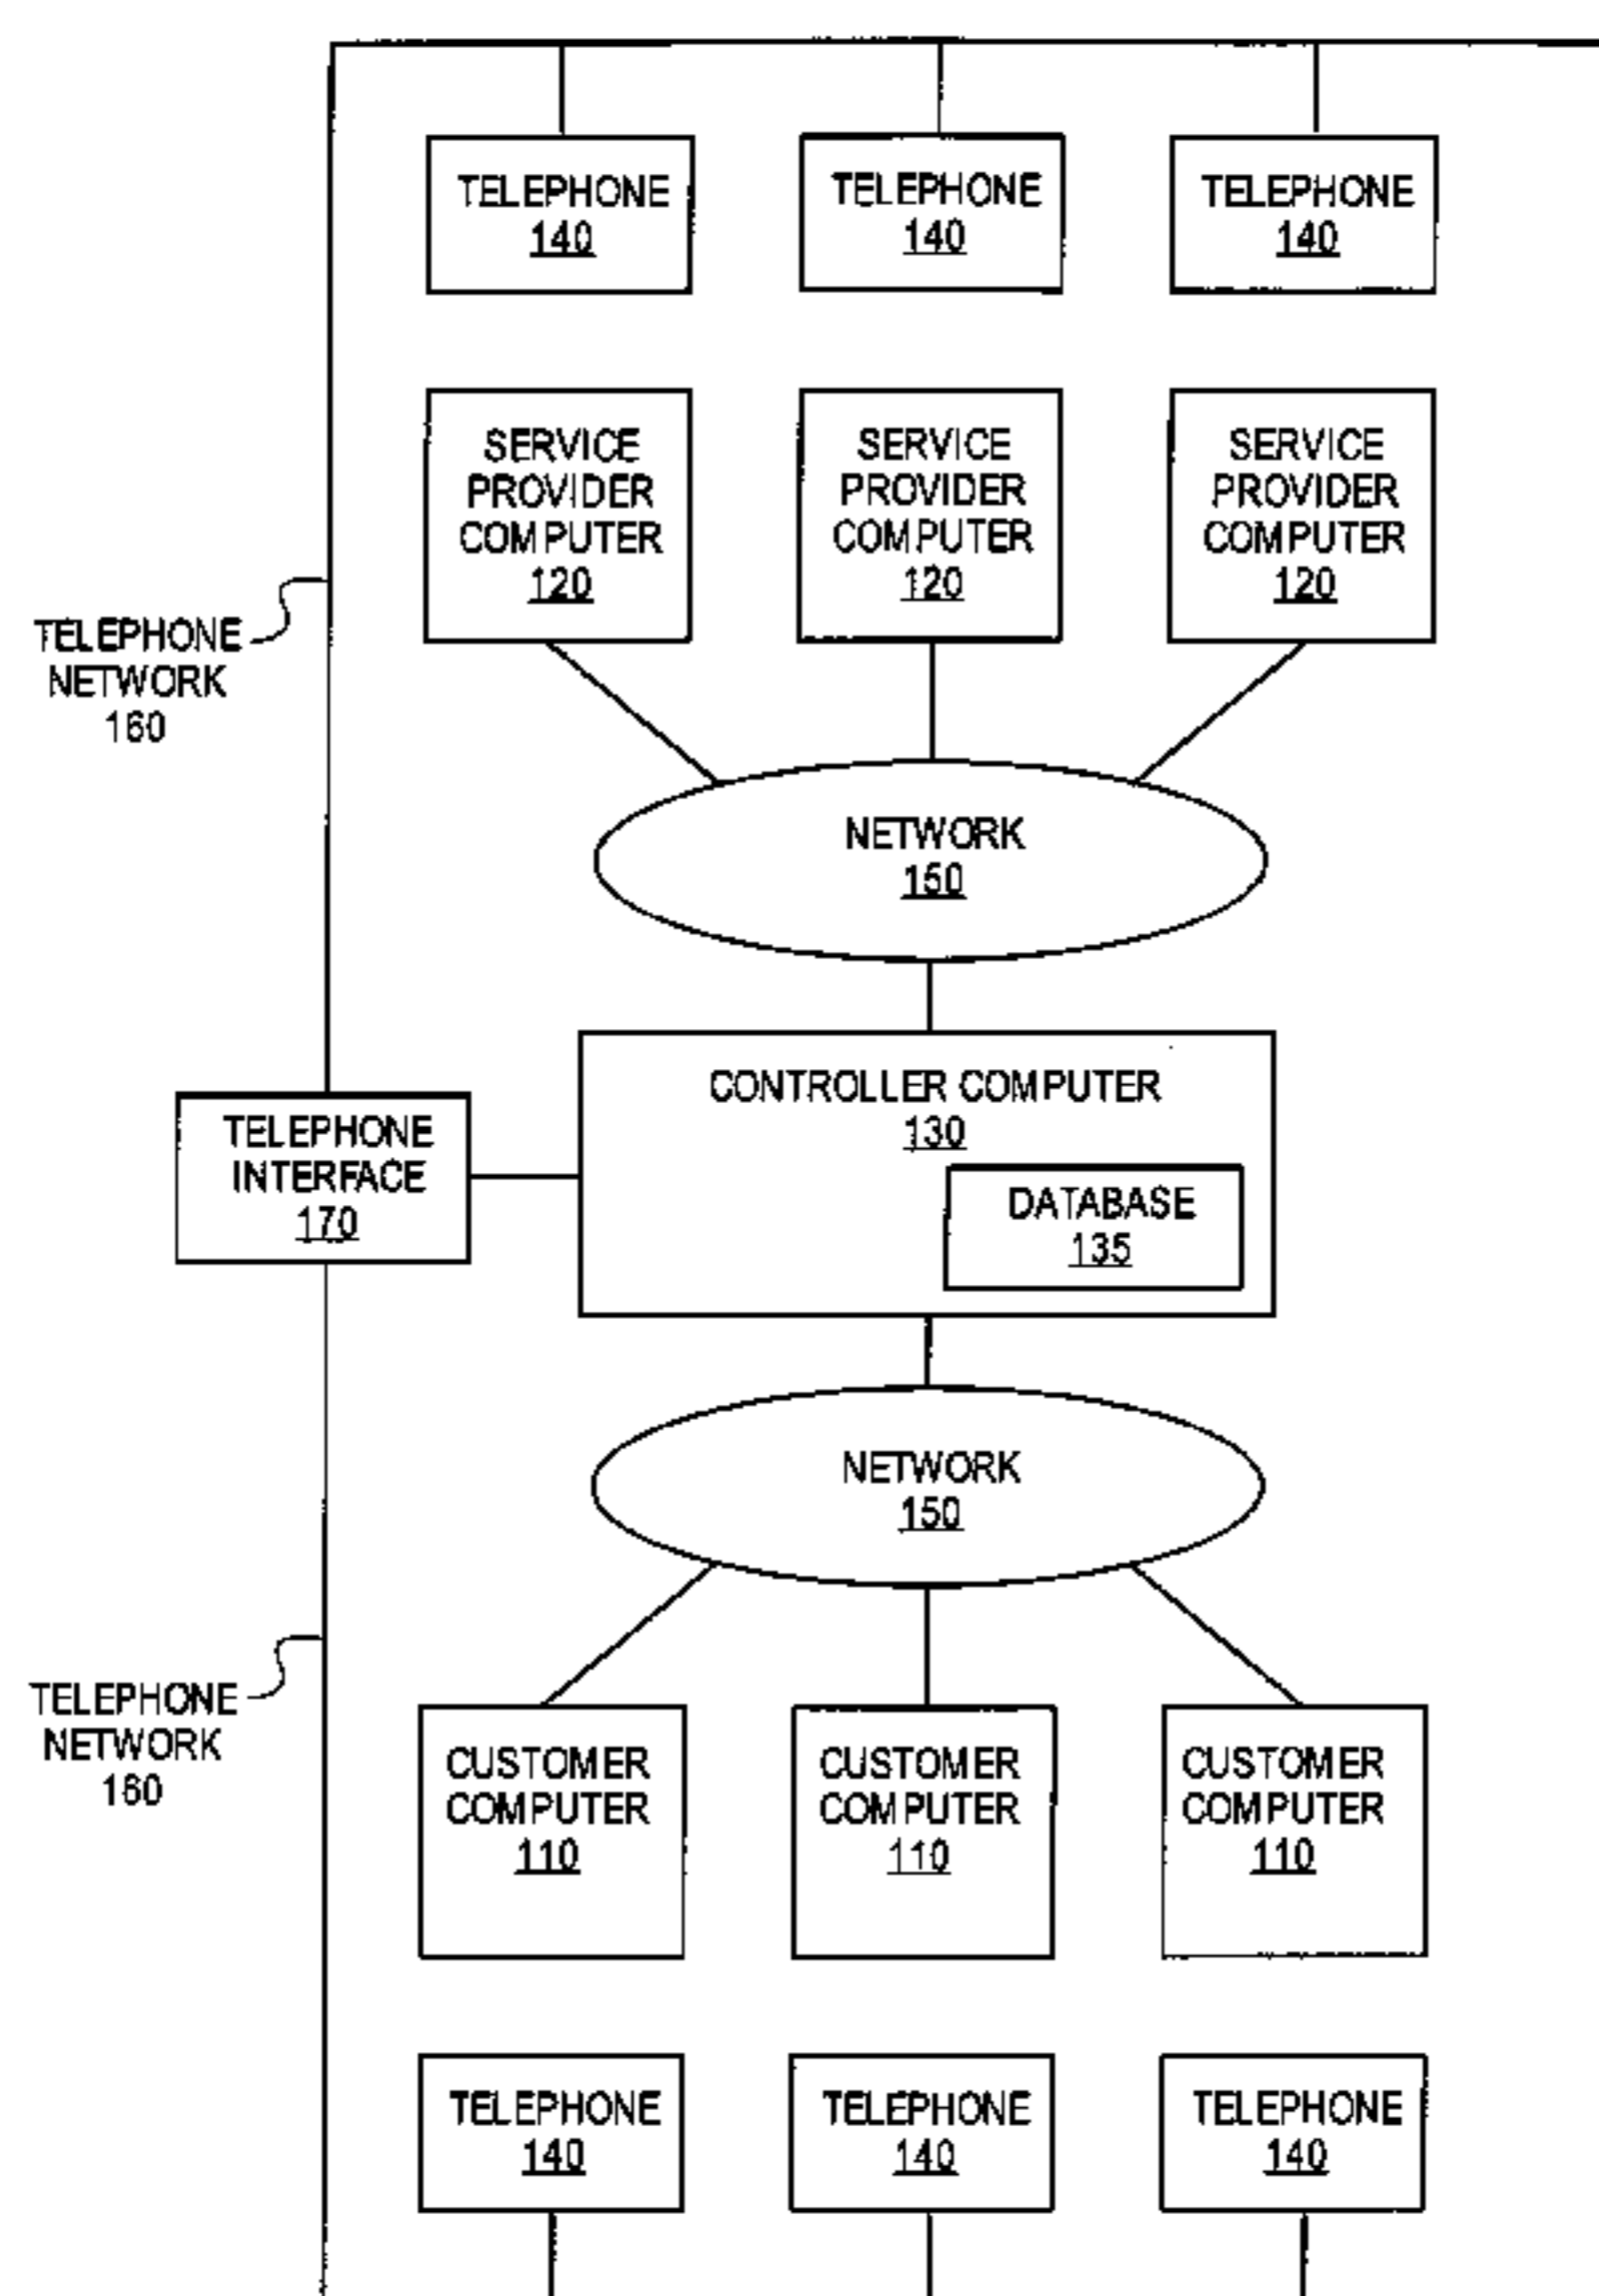 TELEPHONE
140
TELEPHONE
140
TELEPHONE
140
SERVICE
PROVIDER
COMPUTER
120
SERVICE
PROVIDER
COMPUTER
120
SERVICE
PROVIDER
COMPUTER
120
TELEPHONE
NETWORK
160
NETWORK
150
CONTROLLER COMPUTER
130
TELEPHONE
INTERFACE
170
DATABASE
135
NETWORK
150
TELEPHONE
NETWORK
160
CUSTOMER
COMPUTER
110
CUSTOMER
COMPUTER
110
CUSTOMER
COMPUTER
110
TELEPHONE
140
TELEPHONE
140
TELEPHONE
140